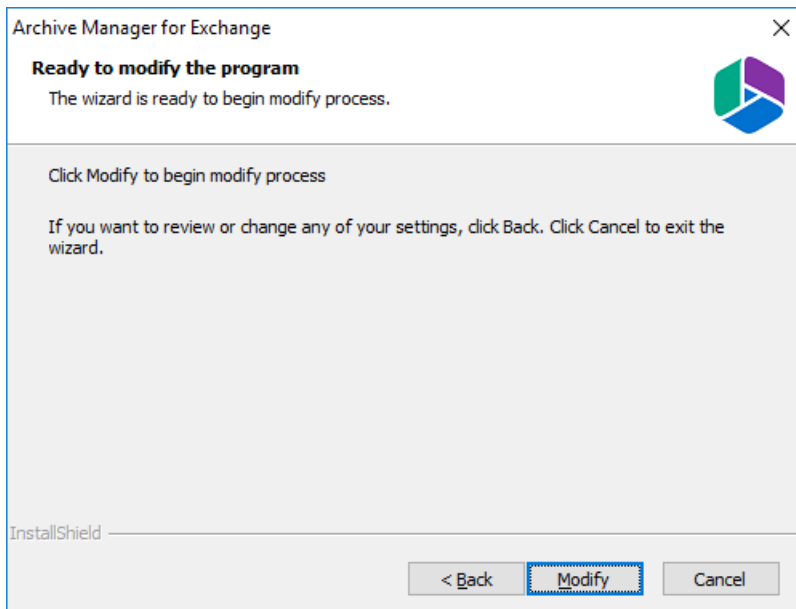 Archive Manager for Exchange
Ready to modify the program
The wizard is ready to begin modify process.
Click Modify to begin modify process
If you want to review or change any of your settings, click Back. Click Cancel to exit the
wizard.
InstallShield
< Back Modify Cancel